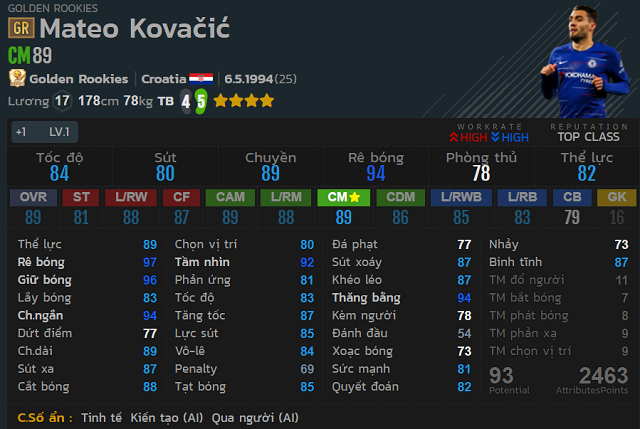 GOLDEN ROOKIES
GR Mateo Kovačić
CM 89
Golden Rookies Croatia 6.5.1994(25)
Lương 17 178cm 78kg TB 4 5
+1 LV.1
WORKRATE REPUTATION
HIGH HIGH TOP CLASS
Tốc độ Sút Chuyền Rê bóng Phòng thủ Thể lực
84 80 89 94 78 82
OVR ST L/RW CF CAM L/RM CM CDM L/RWB L/RB CB GK
89 81 88 87 89 88 89 86 85 83 79 16
Thể lực 89 Chọn vị trí 80 Đá phạt 77 Nhảy 73
Rê bóng 97 Tầm nhìn 92 Sút xoáy 87 Bình tĩnh 87
Giữ bóng 96 Phản ứng 81 Khéo léo 87 TM đổ người 11
Lấy bóng 83 Tốc độ 83 Thăng bằng 94 TM bắt bóng 7
Ch.ngắn 94 Tăng tốc 87 Kèm người 78 TM phát bóng 8
Dứt điểm 77 Lực sút 85 Đánh đầu 54 TM phản xạ 9
Ch.dài 89 Vô-lê 84 Xoạc bóng 73 TM chọn vị trí 9
Sút xa 87 Penalty 69 Sức mạnh 81 93 2463
Cắt bóng 88 Tạt bóng 85 Quyết đoán 82 Potential AttributesPoints
C.Số ẩn : Tinh tế Kiến tạo (AI) Qua người (AI)